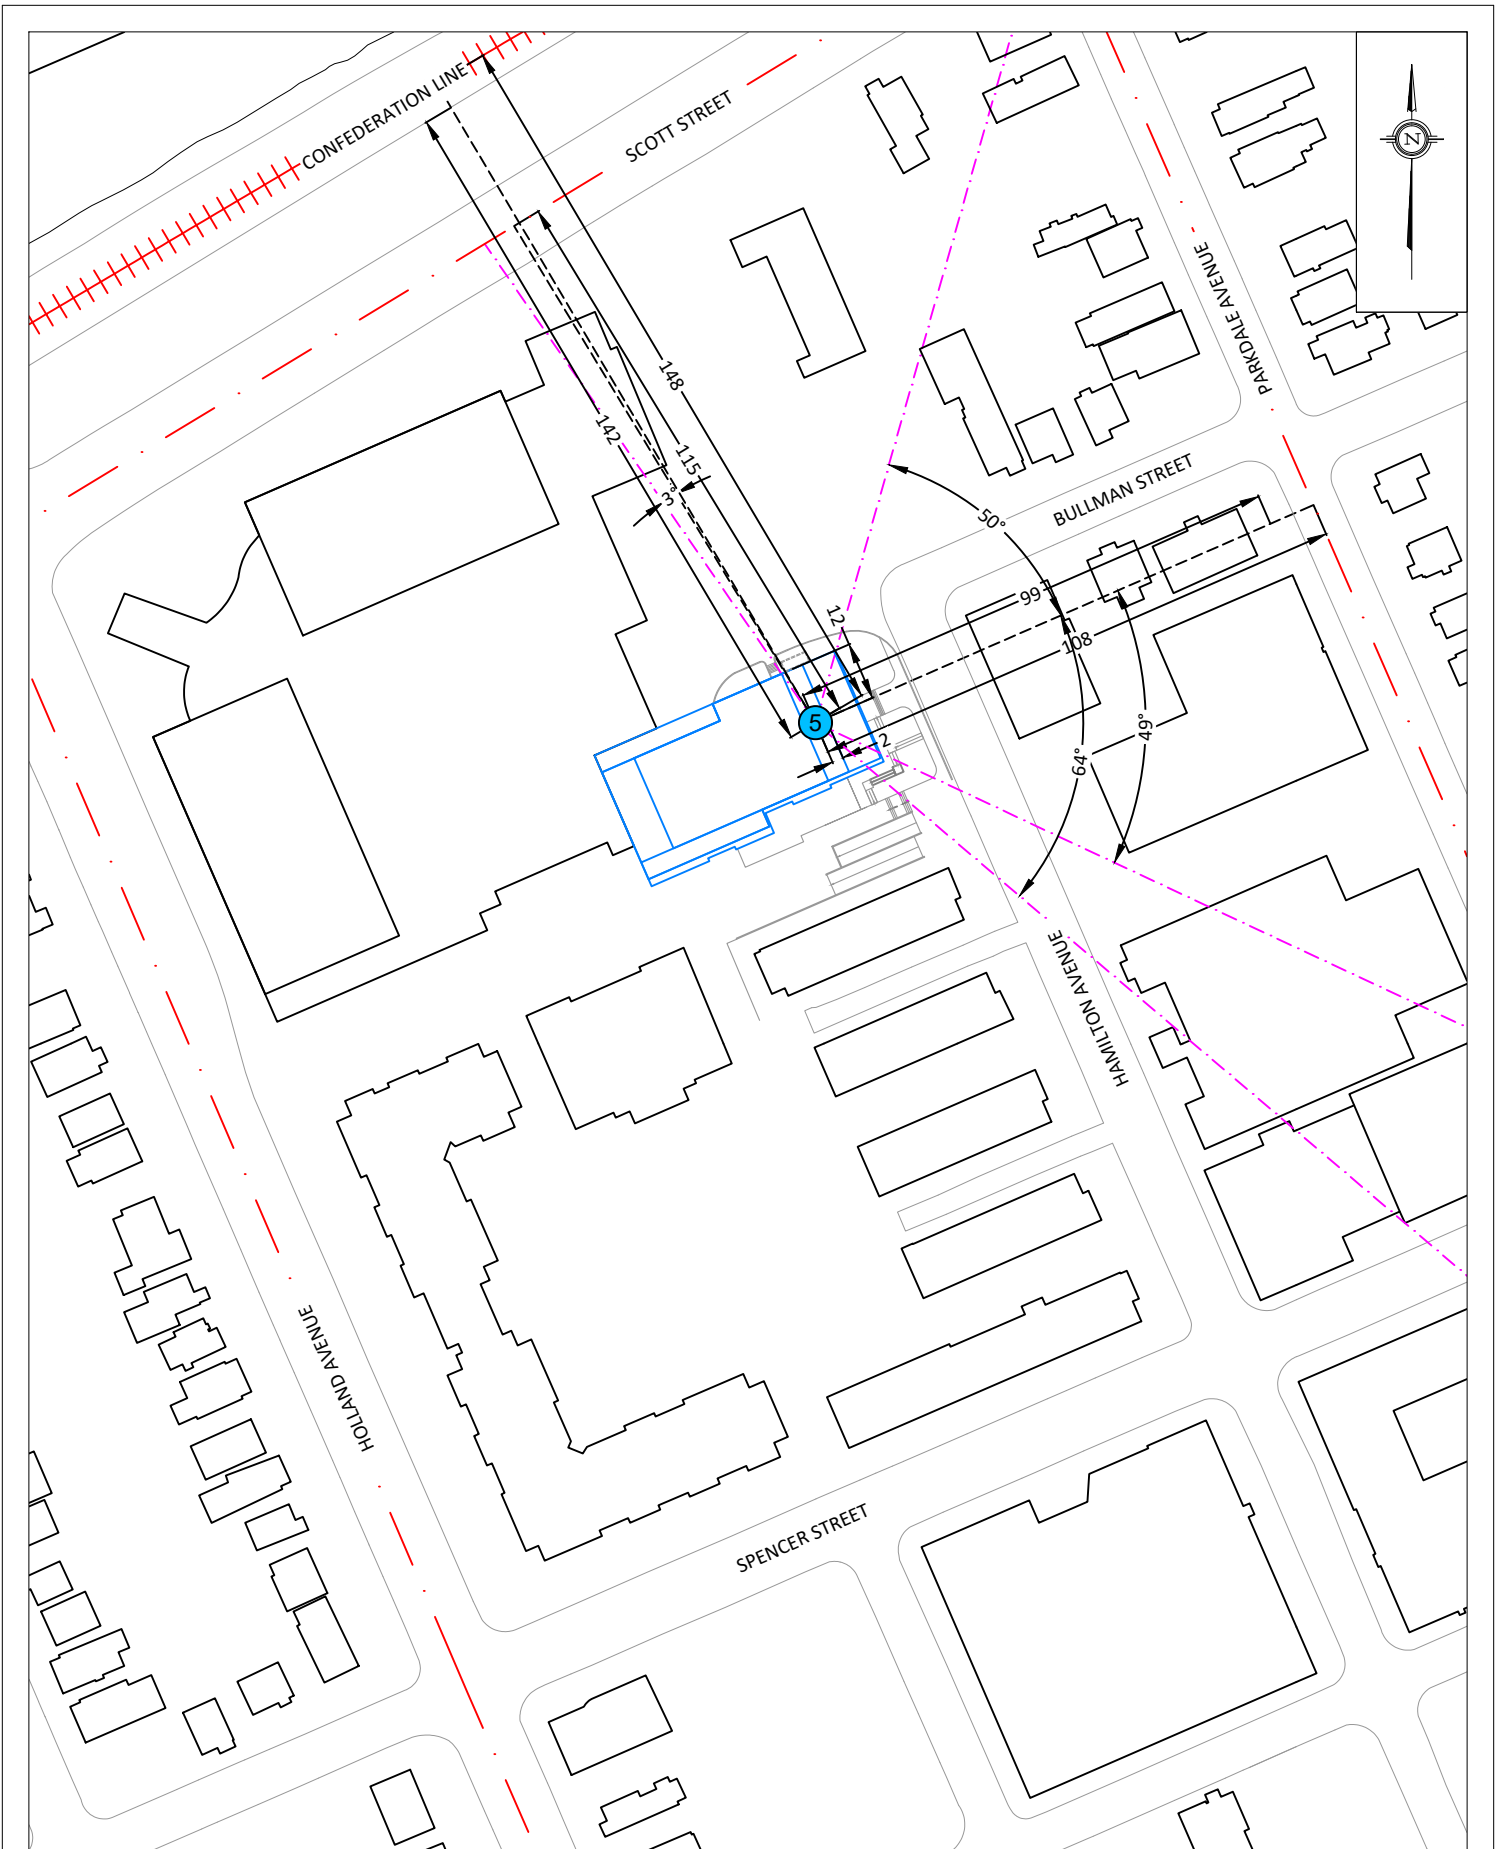 CONFEDERATION LINE
SCOTT STREET
N
PARKDALE AVENUE
148
142
115
3°
BULLMAN STREET
50°
99
12
108
5
2
49°
64°
HAMILTON AVENUE
HOLLAND AVENUE
SPENCER STREET